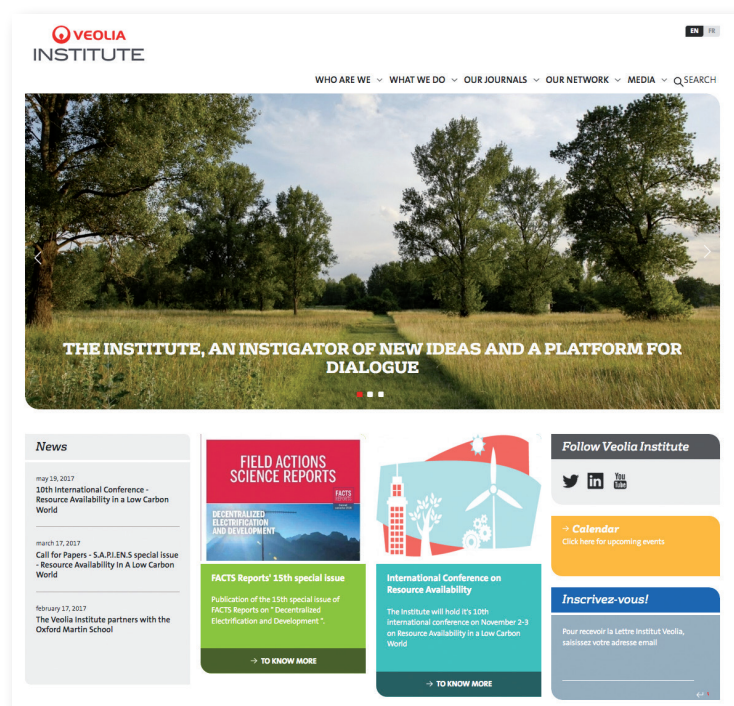 VEOLIA
INSTITUTE
EN FR
WHO ARE WE
WHAT WE DO
OUR JOURNALS
OUR NETWORK
MEDIA
SEARCH
THE INSTITUTE, AN INSTIGATOR OF NEW IDEAS AND A PLATFORM FOR
DIALOGUE
News
may 19, 2017
10th International Conference -
Resource Availability in a Low Carbon
World
march 17, 2017
Call for Papers - S.A.P.I.EN.S special issue
- Resource Availability In A Low Carbon
World
february 17, 2017
The Veolia Institute partners with the
Oxford Martin School
FIELD ACTIONS
SCIENCE REPORTS
FACTS
DECENTRALIZED
ELECTRIFICATION
AND DEVELOPMENT
FACTS Reports' 15th special issue
Publication of the 15th special issue of
FACTS Reports on " Decentralized
Electrification and Development ".
→ TO KNOW MORE
International Conference on
Resource Availability
The Institute will hold it's 10th
international conference on November 2-3
on Resource Availability in a Low Carbon
World
→ TO KNOW MORE
Follow Veolia Institute
in
You
Tube
→ Calendar
Click here for upcoming events
Inscrivez-vous!
Pour recevoir la Lettre Institut Veolia,
saisissez votre adresse email